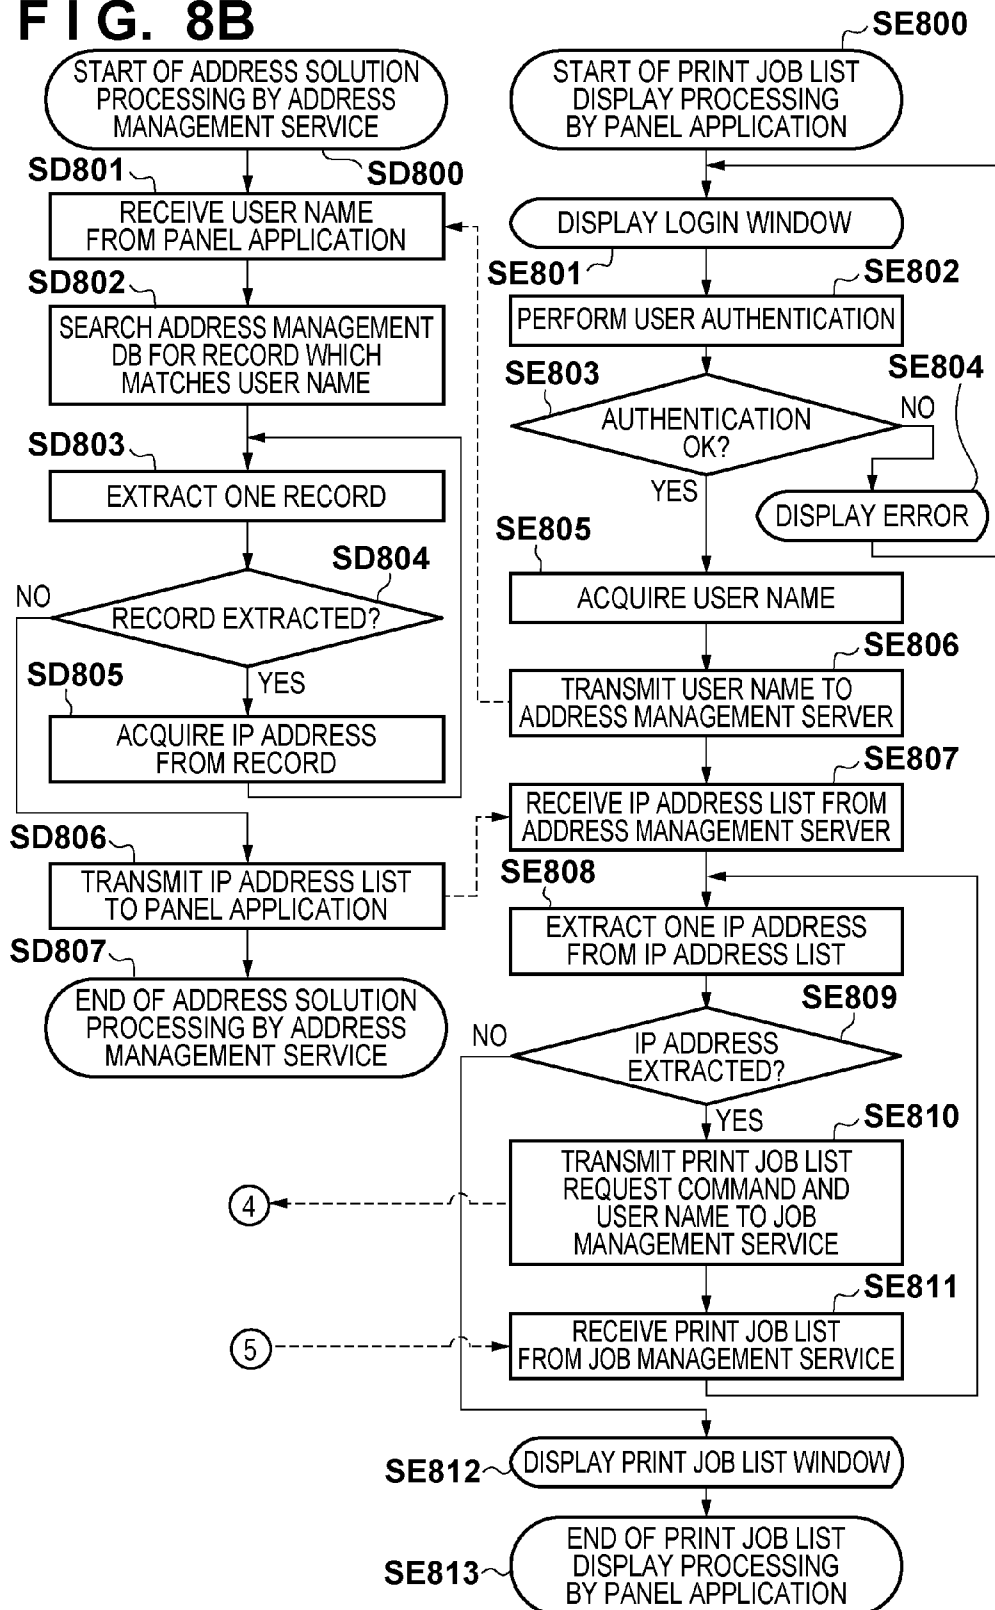 FIG. 8B
START OF ADDRESS SOLUTION
PROCESSING BY ADDRESS
MANAGEMENT SERVICE
SD800
SD801
RECEIVE USER NAME
FROM PANEL APPLICATION
SD802
SEARCH ADDRESS MANAGEMENT
DB FOR RECORD WHICH
MATCHES USER NAME
SD803
EXTRACT ONE RECORD
SD804
NO
RECORD EXTRACTED?
YES
SD805
ACQUIRE IP ADDRESS
FROM RECORD
SD806
TRANSMIT IP ADDRESS LIST
TO PANEL APPLICATION
SD807
END OF ADDRESS SOLUTION
PROCESSING BY ADDRESS
MANAGEMENT SERVICE
SE800
START OF PRINT JOB LIST
DISPLAY PROCESSING
BY PANEL APPLICATION
DISPLAY LOGIN WINDOW
SE801
SE802
PERFORM USER AUTHENTICATION
SE803
AUTHENTICATION
OK?
NO
YES
SE804
DISPLAY ERROR
SE805
ACQUIRE USER NAME
SE806
TRANSMIT USER NAME TO
ADDRESS MANAGEMENT SERVER
SE807
RECEIVE IP ADDRESS LIST FROM
ADDRESS MANAGEMENT SERVER
SE808
EXTRACT ONE IP ADDRESS
FROM IP ADDRESS LIST
SE809
NO
IP ADDRESS
EXTRACTED?
YES
SE810
TRANSMIT PRINT JOB LIST
REQUEST COMMAND AND
USER NAME TO JOB
MANAGEMENT SERVICE
4
SE811
RECEIVE PRINT JOB LIST
FROM JOB MANAGEMENT SERVICE
5
SE812
DISPLAY PRINT JOB LIST WINDOW
SE813
END OF PRINT JOB LIST
DISPLAY PROCESSING
BY PANEL APPLICATION